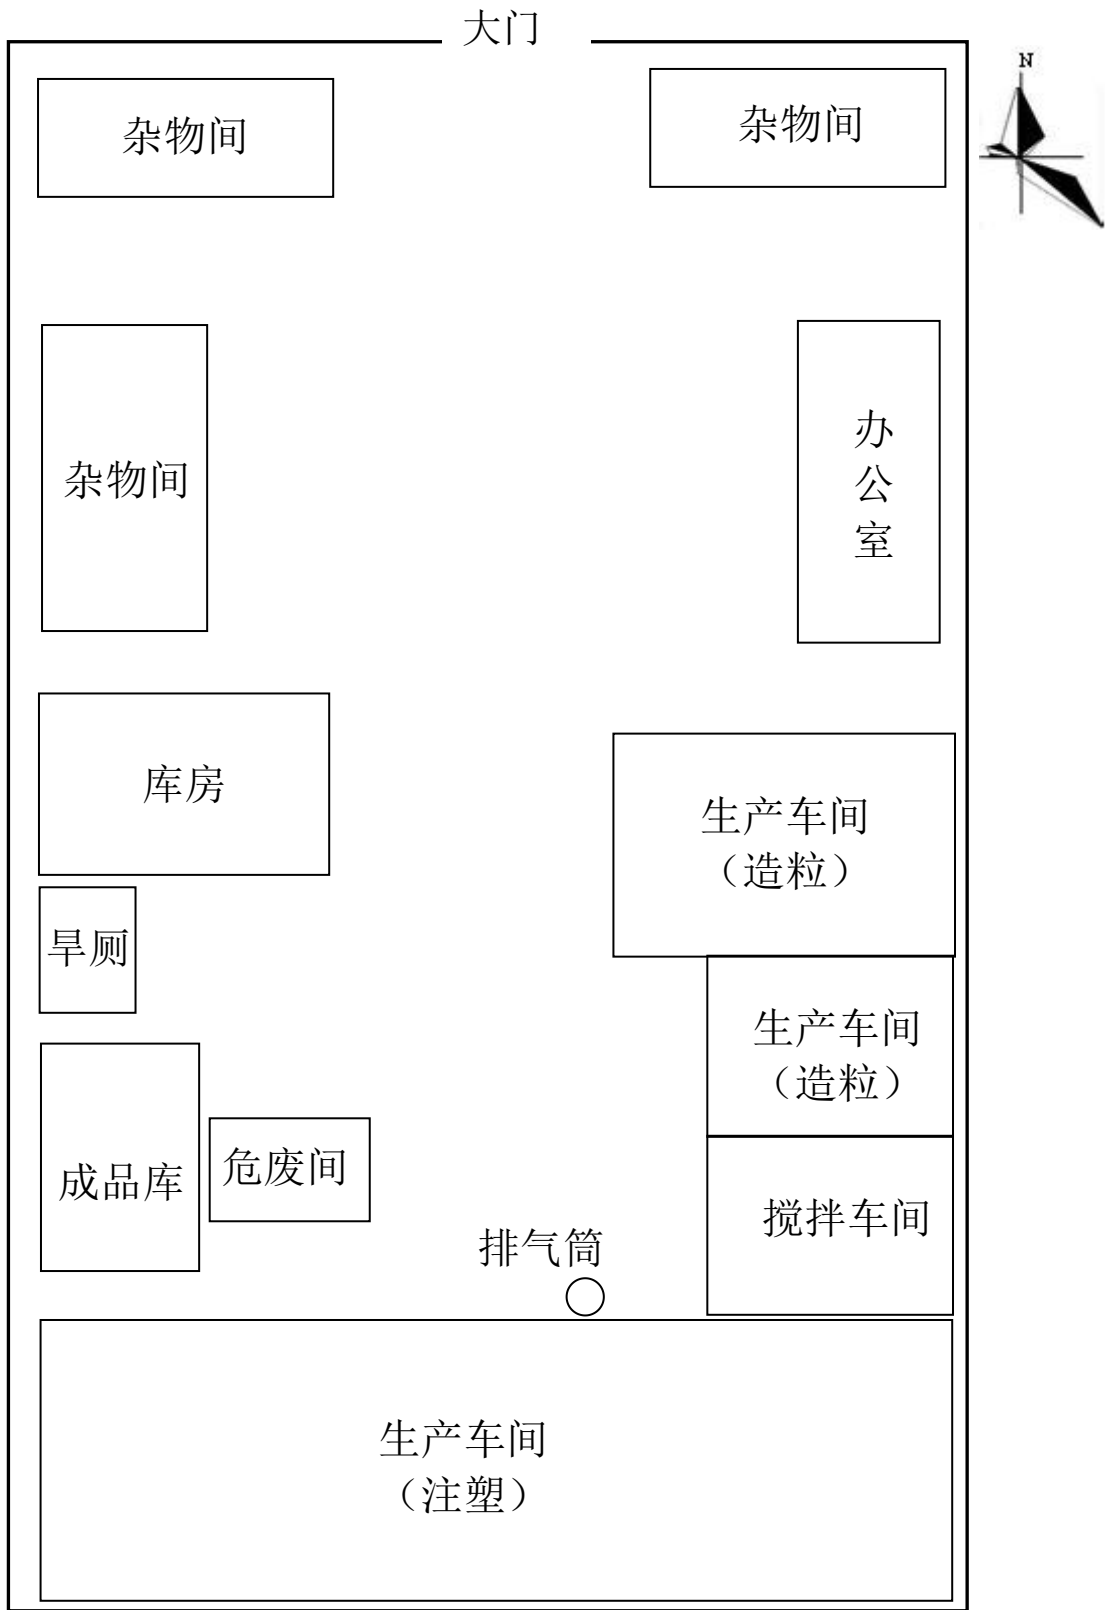 大门
N
杂物间
杂物间
杂物间
办
公
室
库房
生产车间
（造粒）
旱厕
生产车间
（造粒）
成品库
危废间
搅拌车间
排气筒
生产车间
（注塑）